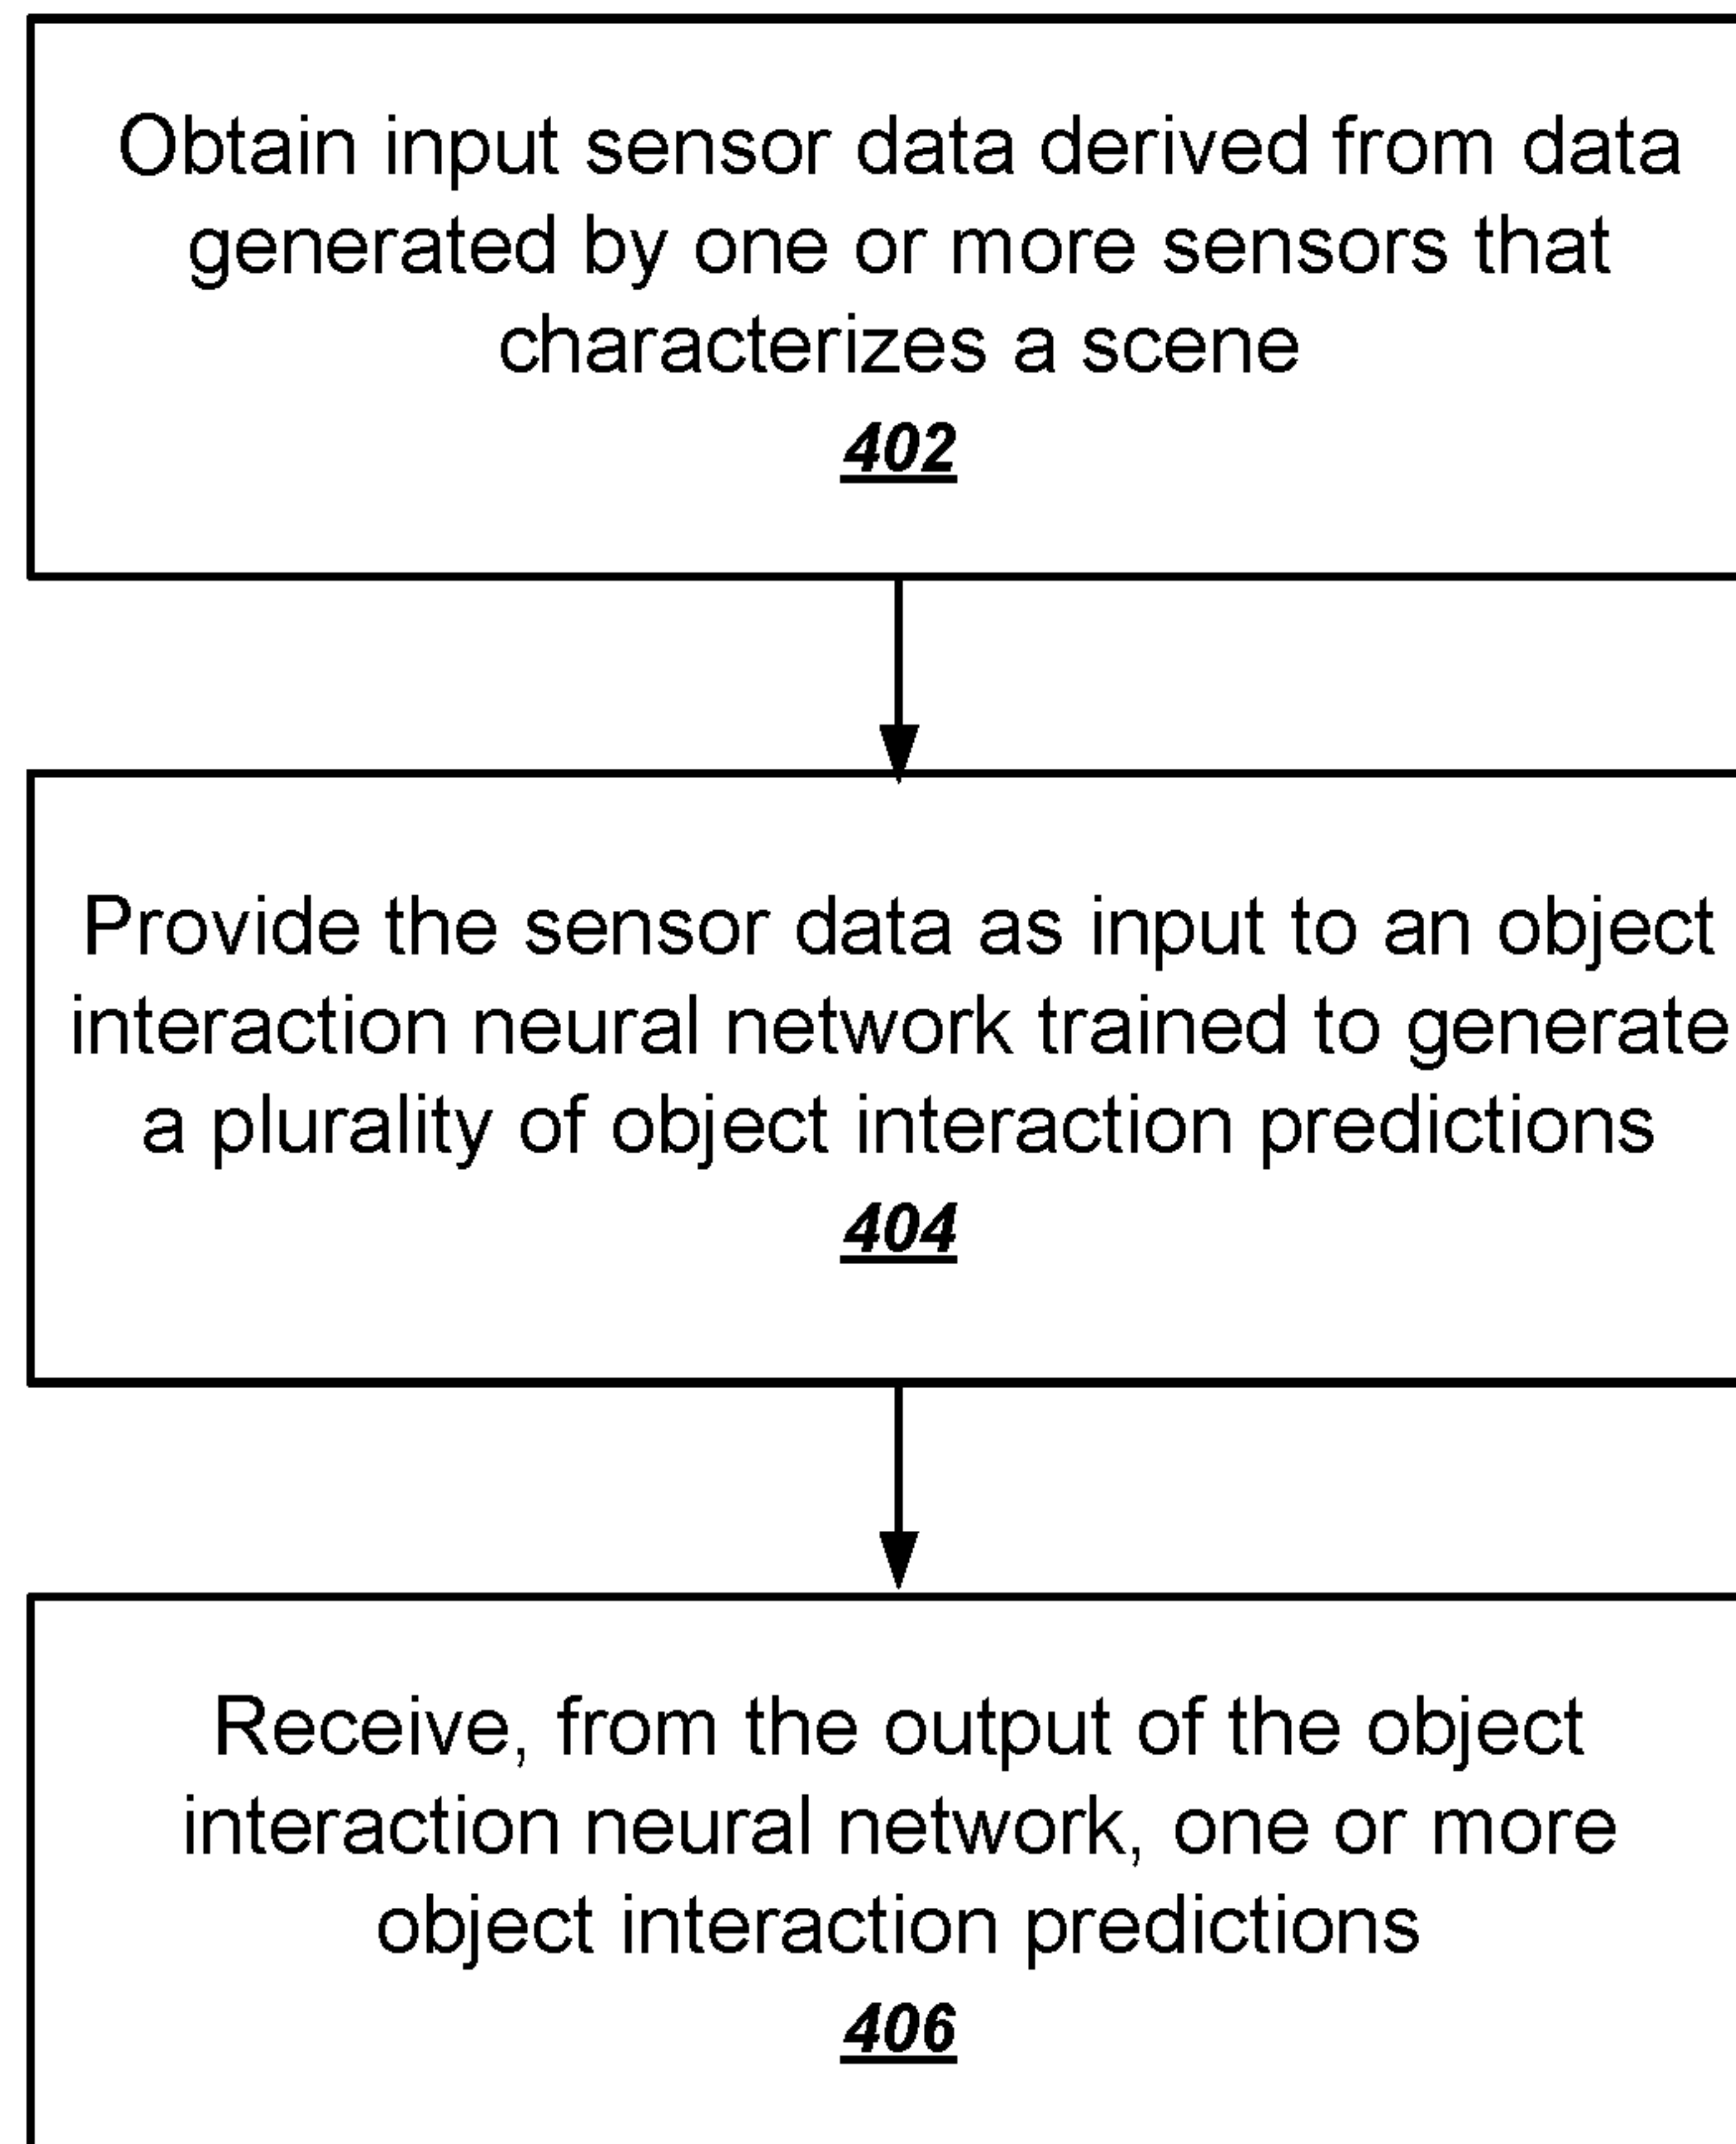 Obtain input sensor data derived from data
generated by one or more sensors that
characterizes a scene
402
Provide the sensor data as input to an object
interaction neural network trained to generate
a plurality of object interaction predictions
404
Receive, from the output of the object
interaction neural network, one or more
object interaction predictions
406